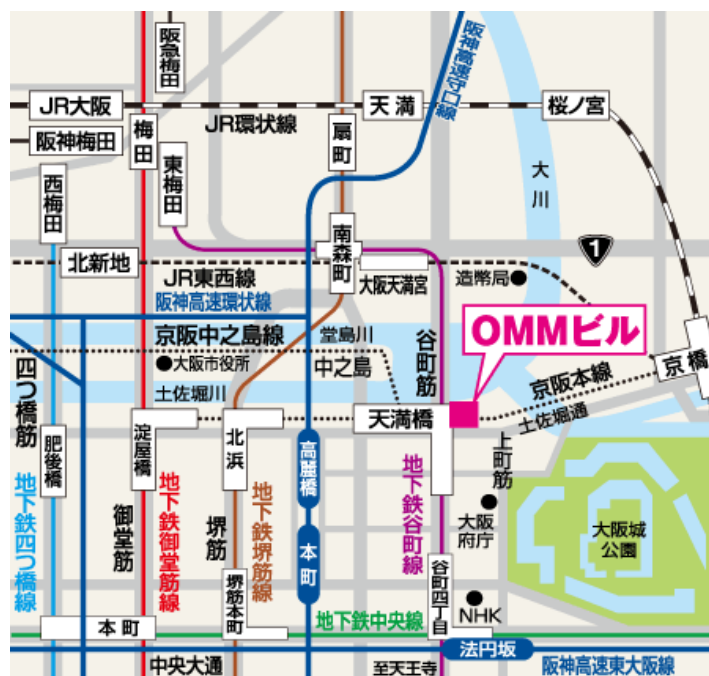 阪急梅田
阪神高速守口線
JR大阪
天満
桜ノ宮
梅田
JR環状線
扇町
阪神梅田
東梅田
大川
西梅田
南森町
1
北新地
JR東西線
大阪天満宮
造幣局
阪神高速環状線
OMMビル
京阪中之島線
堂島川
谷町筋
大阪市役所
中之島
京橋
京阪本線
四つ橋筋
土佐堀川
天満橋
土佐堀通
肥後橋
淀屋橋
北浜
高麗橋
上町筋
地下鉄四つ橋線
御堂筋
地下鉄御堂筋線
堺筋
地下鉄堺筋線
地下鉄谷町線
大阪
府庁
大阪城
公園
本町
谷町四丁目
堺筋本町
NHK
本町
地下鉄中央線
法円坂
中央大通
至天王寺
阪神高速東大阪線